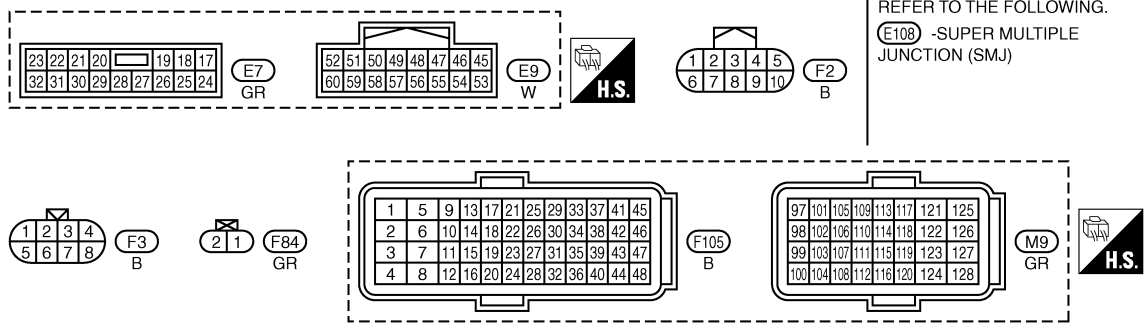 REFER TO THE FOLLOWING.
E108 -SUPER MULTIPLE
JUNCTION (SMJ)
23 22 21 20 19 18 17
32 31 30 29 28 27 26 25 24
E7
GR
52 51 50 49 48 47 46 45
60 59 58 57 56 55 54 53
E9
W
H.S.
1 2 3 4 5
6 7 8 9 10
F2
B
1 2 3 4
5 6 7 8
F3
B
2 1
F84
GR
1 5 9 13 17 21 25 29 33 37 41 45
2 6 10 14 18 22 26 30 34 38 42 46
3 7 11 15 19 23 27 31 35 39 43 47
4 8 12 16 20 24 28 32 36 40 44 48
F105
B
97 101 105 109 113 117 121 125
98 102 106 110 114 118 122 126
99 103 107 111 115 119 123 127
100 104 108 112 116 120 124 128
M9
GR
H.S.